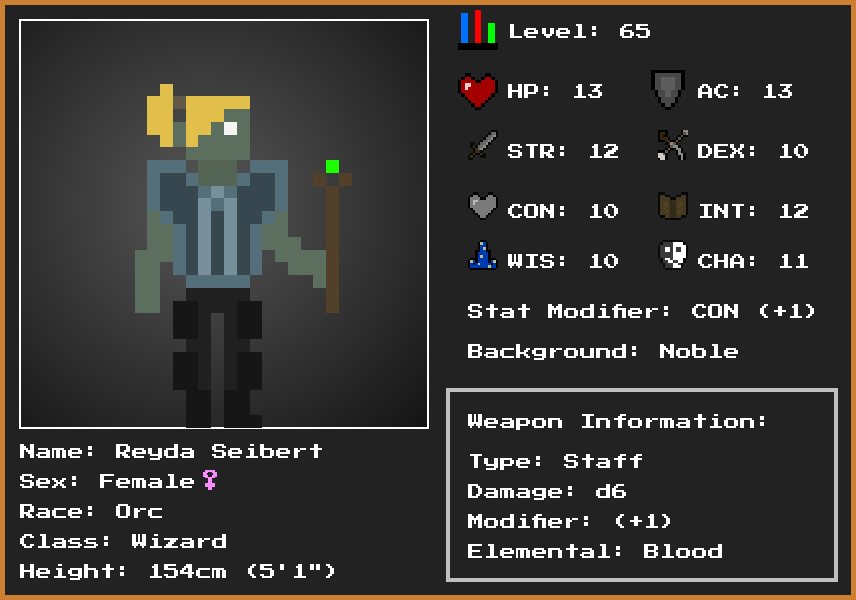 Level: 65
HP: 13
AC: 13
STR: 12
DEX: 10
CON: 10
INT: 12
WIS: 10
CHA: 11
Stat Modifier: CON (+1)
Background: Noble
Weapon Information:
Type: Staff
Damage: d6
Modifier: (+1)
Elemental: Blood
Name: Reyda Seibert
Sex: Female♀
Race: Orc
Class: Wizard
Height: 154cm (5'1")